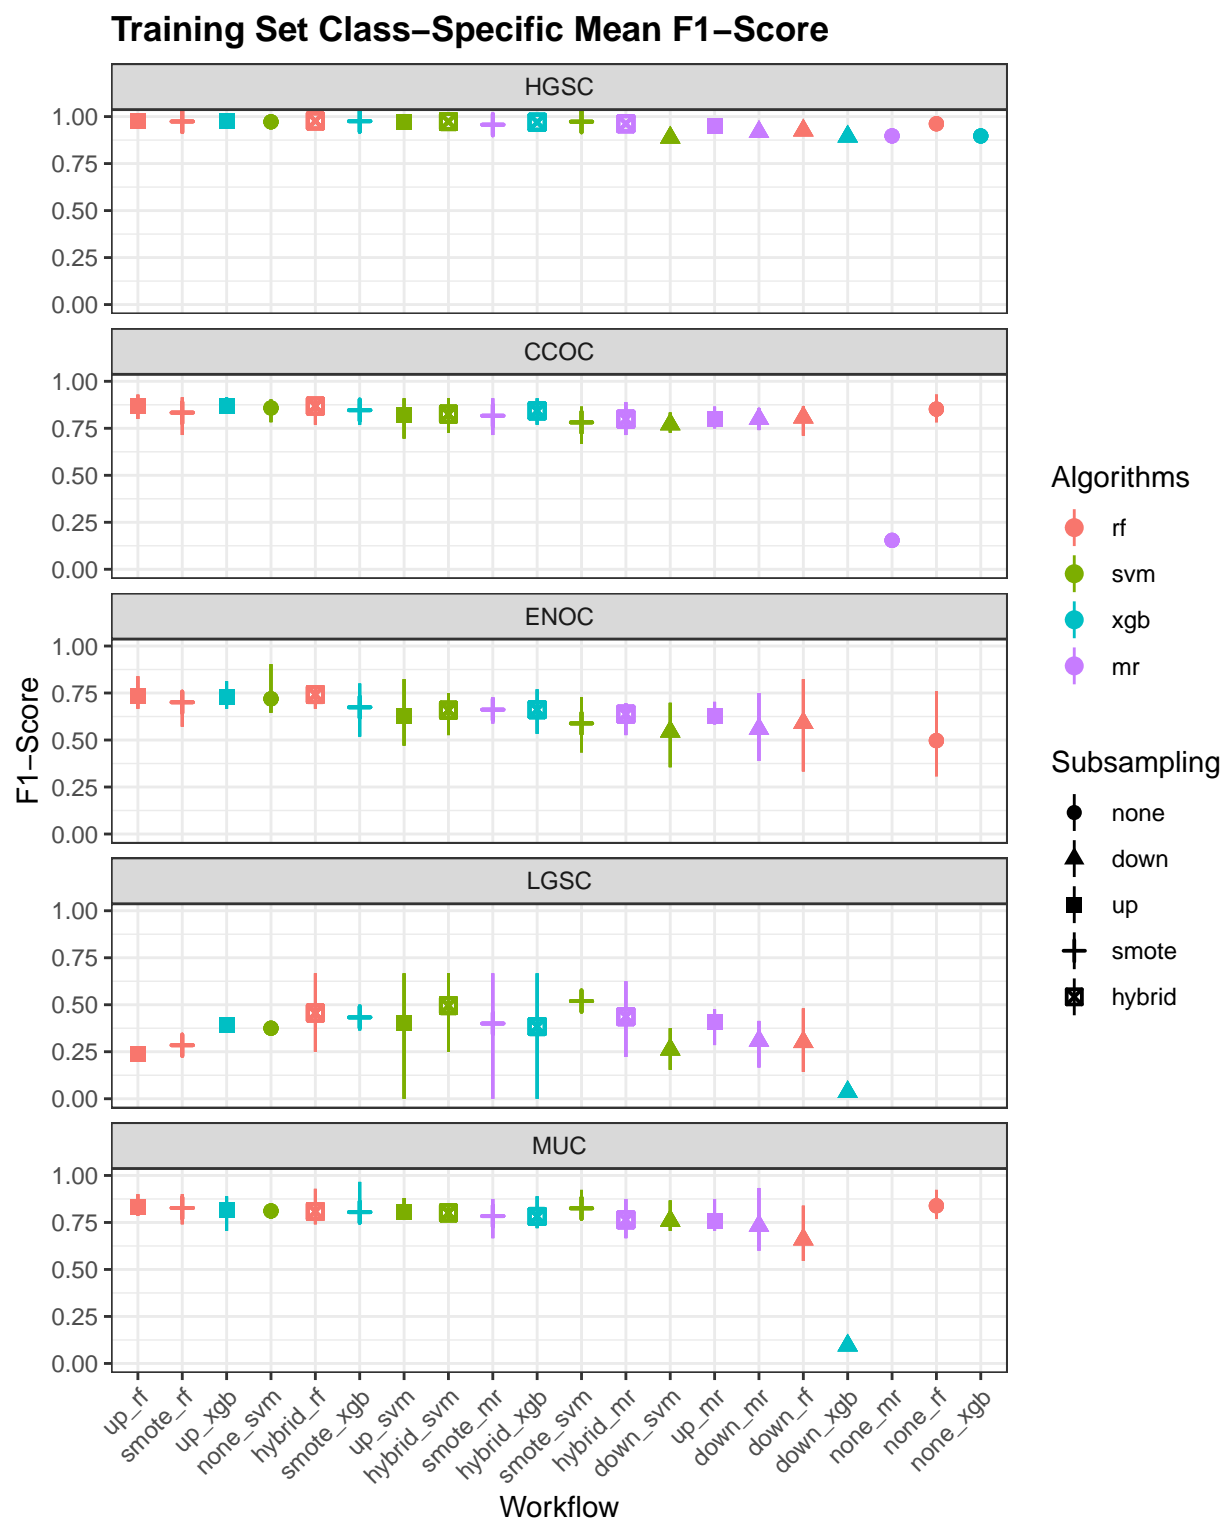 Training Set Class−Specific Mean F1−Score
HGSC
1.00
0.75
0.50
0.25
0.00
CCOC
1.00
0.75
0.50
0.25
0.00
ENOC
1.00
0.75
0.50
0.25
0.00
LGSC
1.00
0.75
0.50
0.25
0.00
MUC
1.00
0.75
0.50
0.25
0.00
F1−Score
up_rf
smote_rf
up_xgb
none_svm
hybrid_rf
smote_xgb
up_svm
hybrid_svm
smote_mr
hybrid_xgb
smote_svm
hybrid_mr
down_svm
up_mr
down_mr
down_rf
down_xgb
none_mr
none_rf
none_xgb
Workflow
Algorithms
rf
svm
xgb
mr
Subsampling
none
down
up
smote
hybrid